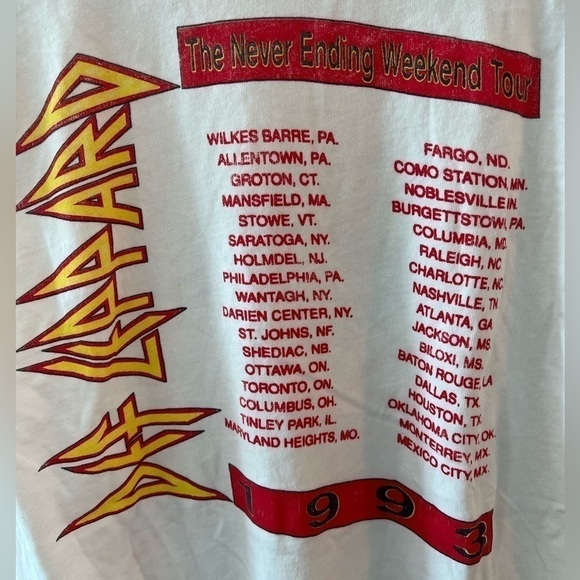 The Never Ending Weekend Tour
DEF LEPPARD
WILKES BARRE, PA.
ALLENTOWN, PA.
GROTON, CT.
MANSFIELD, MA.
STOWE, VT.
SARATOGA, NY.
HOLMDEL, NJ.
PHILADELPHIA, PA.
WANTAGH, NY.
DARIEN CENTER, NY.
ST. JOHNS, NF.
SHEDIAC, NB.
OTTAWA, ON.
TORONTO, ON.
COLUMBUS, OH.
TINLEY PARK, IL.
MARYLAND HEIGHTS, MO.
FARGO, ND.
COMO STATION, MN.
NOBLESVILLE IN.
BURGETTSTOWN, PA.
COLUMBIA, MD.
RALEIGH, NC
CHARLOTTE, NC
NASHVILLE, TN
ATLANTA, GA
JACKSON, MS
BILOXI, MS.
BATON ROUGE, LA
DALLAS, TX
HOUSTON, TX
OKLAHOMA CITY, OK.
MONTERREY, MX.
MEXICO CITY, MX.
1993